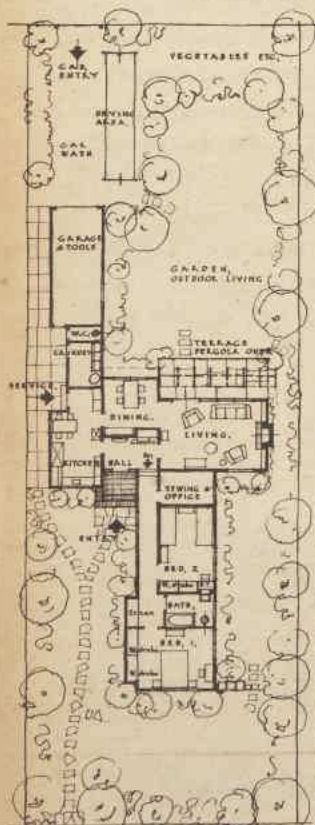 CAR
ENTRY
VEGETABLES ETC.
DRYING
AREA.
CAR
WASH
GARAGE
& TOOLS
GARDEN,
OUTDOOR LIVING
W.C.
LAUNDRY
TERRACE
PERGOLA OVER
SERVICE.
DINING.
LIVING.
KITCHEN
HALL
SEWING &
OFFICE
ENTRY
BED, 2
BATH,
BED, 1,